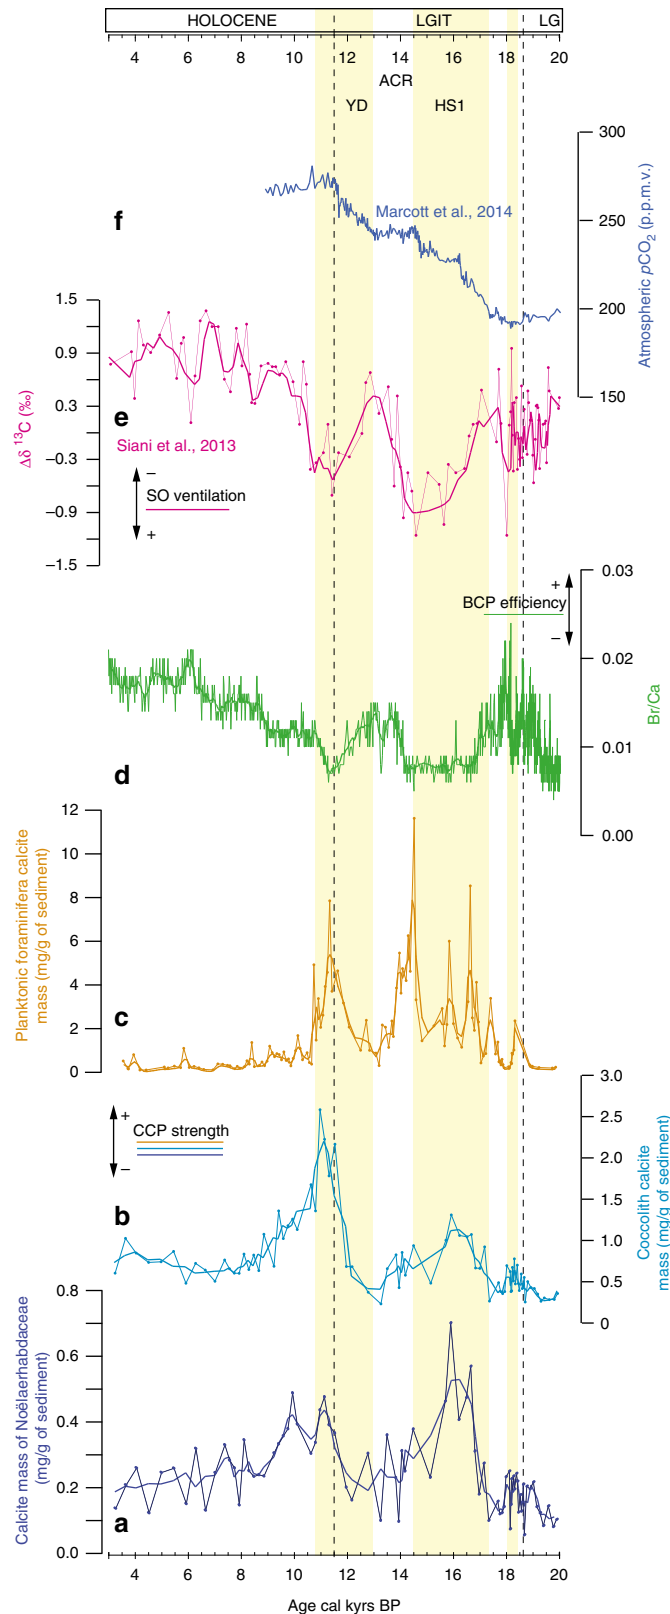 HOLOCENE LGIT LG
4 6 8 10 12 14 16 18 20
ACR
YD HS1
300
250
200
150
Atmospheric pCO2 (p.p.m.v.)
f
Marcott et al., 2014
1.5
0.9
0.3
−0.3
−0.9
−1.5
Δδ 13C (‰)
e
Siani et al., 2013
−
SO ventilation
+
0.03
0.02
0.01
0.00
Br/Ca
+
BCP efficiency
−
d
12
10
8
6
4
2
0
Planktonic foraminifera calcite
mass (mg/g of sediment)
c
3.0
2.5
2.0
1.5
1.0
0.5
0
Coccolith calcite
mass (mg/g of sediment)
+
CCP strength
−
b
0.8
0.6
0.4
0.2
0.0
Calcite mass of Noëlaerhabdaceae
(mg/g of sediment)
a
4 6 8 10 12 14 16 18 20
Age cal kyrs BP